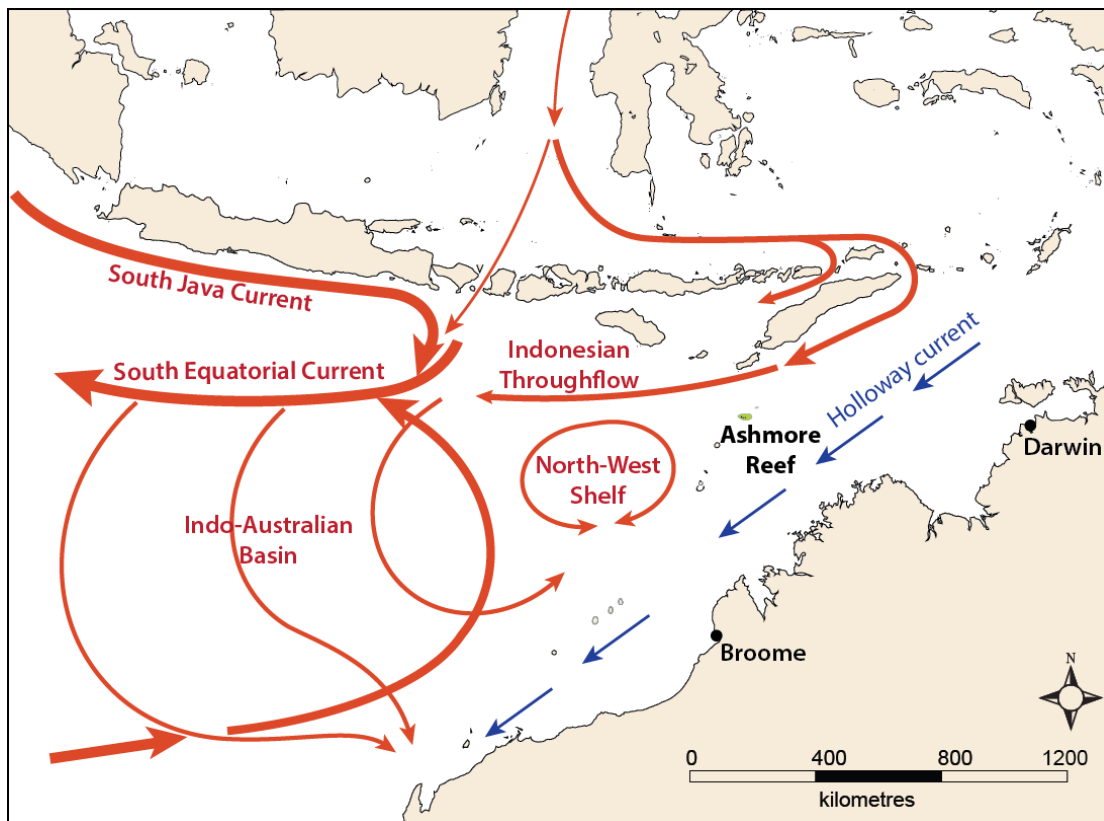 South Java Current
South Equatorial Current
Indonesian
Throughflow
Holloway current
Ashmore
Reef
Darwin
North-West
Shelf
Indo-Australian
Basin
Broome
N
0 400 800 1200
kilometres